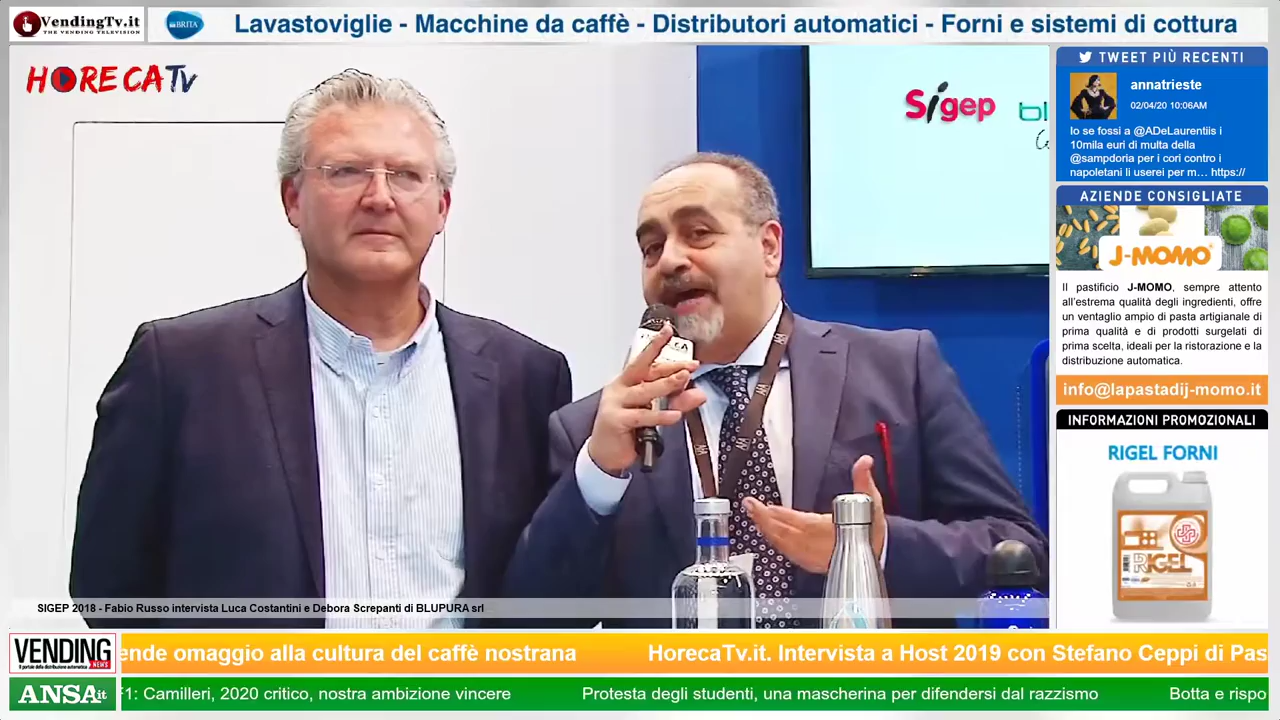 VendingTv.it
THE VENDING TELEVISION
BRITA
Lavastoviglie - Macchine da caffè - Distributori automatici - Forni e sistemi di cottura
HORECATV
Sigep
bl
TWEET PIÙ RECENTI
annatrieste
02/04/20 10:06AM
Io se fossi a @ADeLaurentiis i
10mila euri di multa della
@sampdoria per i cori contro i
napoletani li userei per m… https://
AZIENDE CONSIGLIATE
J-MOMO
Il pastificio J-MOMO, sempre attento
all'estrema qualità degli ingredienti, offre
un ventaglio ampio di pasta artigianale di
prima qualità e di prodotti surgelati di
prima scelta, ideali per la ristorazione e la
distribuzione automatica.
info@lapastadij-momo.it
INFORMAZIONI PROMOZIONALI
RIGEL FORNI
RIGEL
SIGEP 2018 - Fabio Russo intervista Luca Costantini e Debora Screpanti di BLUPURA srl
VENDING
NEWS
Il portale della distribuzione automatica
ende omaggio alla cultura del caffè nostrana
HorecaTv.it. Intervista a Host 2019 con Stefano Ceppi di Pas
ANSA.it
F1: Camilleri, 2020 critico, nostra ambizione vincere
Protesta degli studenti, una mascherina per difendersi dal razzismo
Botta e rispo